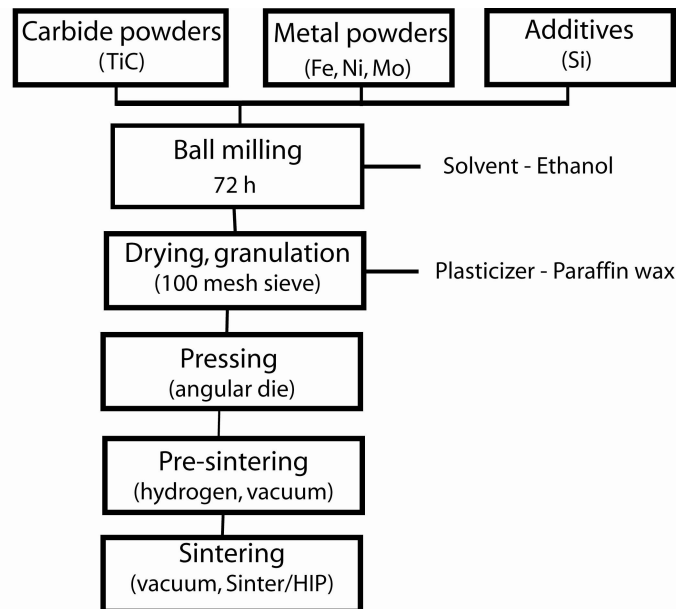 Carbide powders
(TiC)
Metal powders
(Fe, Ni, Mo)
Additives
(Si)
Ball milling
72 h
Solvent - Ethanol
Drying, granulation
(100 mesh sieve)
Plasticizer - Paraffin wax
Pressing
(angular die)
Pre-sintering
(hydrogen, vacuum)
Sintering
(vacuum, Sinter/HIP)